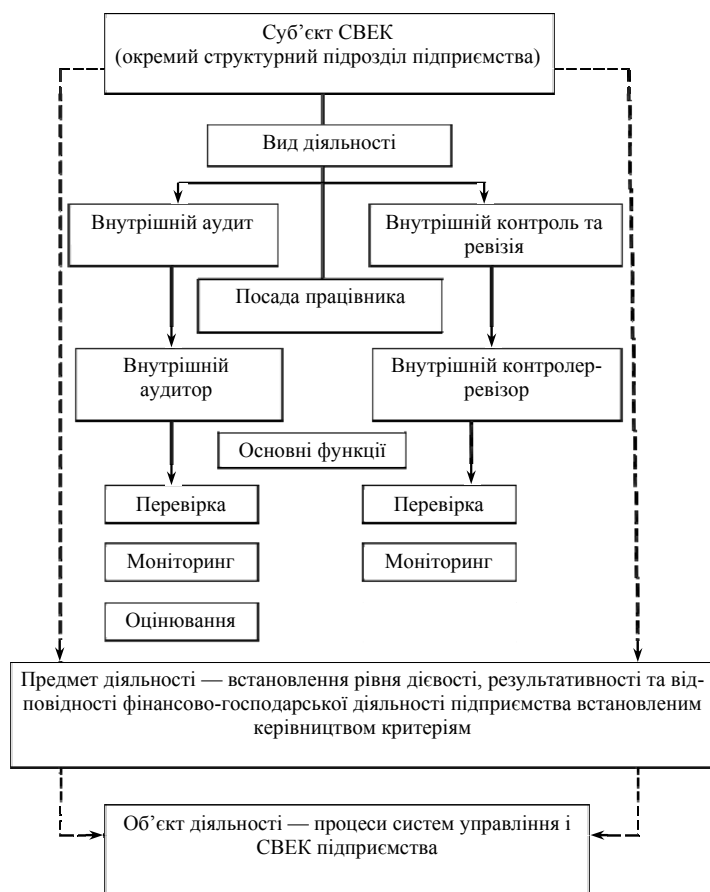 Суб’єкт СВЕК
(окремий структурний підрозділ підприємства)
Вид діяльності
Внутрішній аудит
Внутрішній контроль та
ревізія
Посада працівника
Внутрішній
аудитор
Внутрішній контролер-
ревізор
Основні функції
Перевірка
Перевірка
Моніторинг
Моніторинг
Оцінювання
Предмет діяльності — встановлення рівня дієвості, результативності та від-
повідності фінансово-господарської діяльності підприємства встановленим
керівництвом критеріям
Об’єкт діяльності — процеси систем управління і
СВЕК підприємства